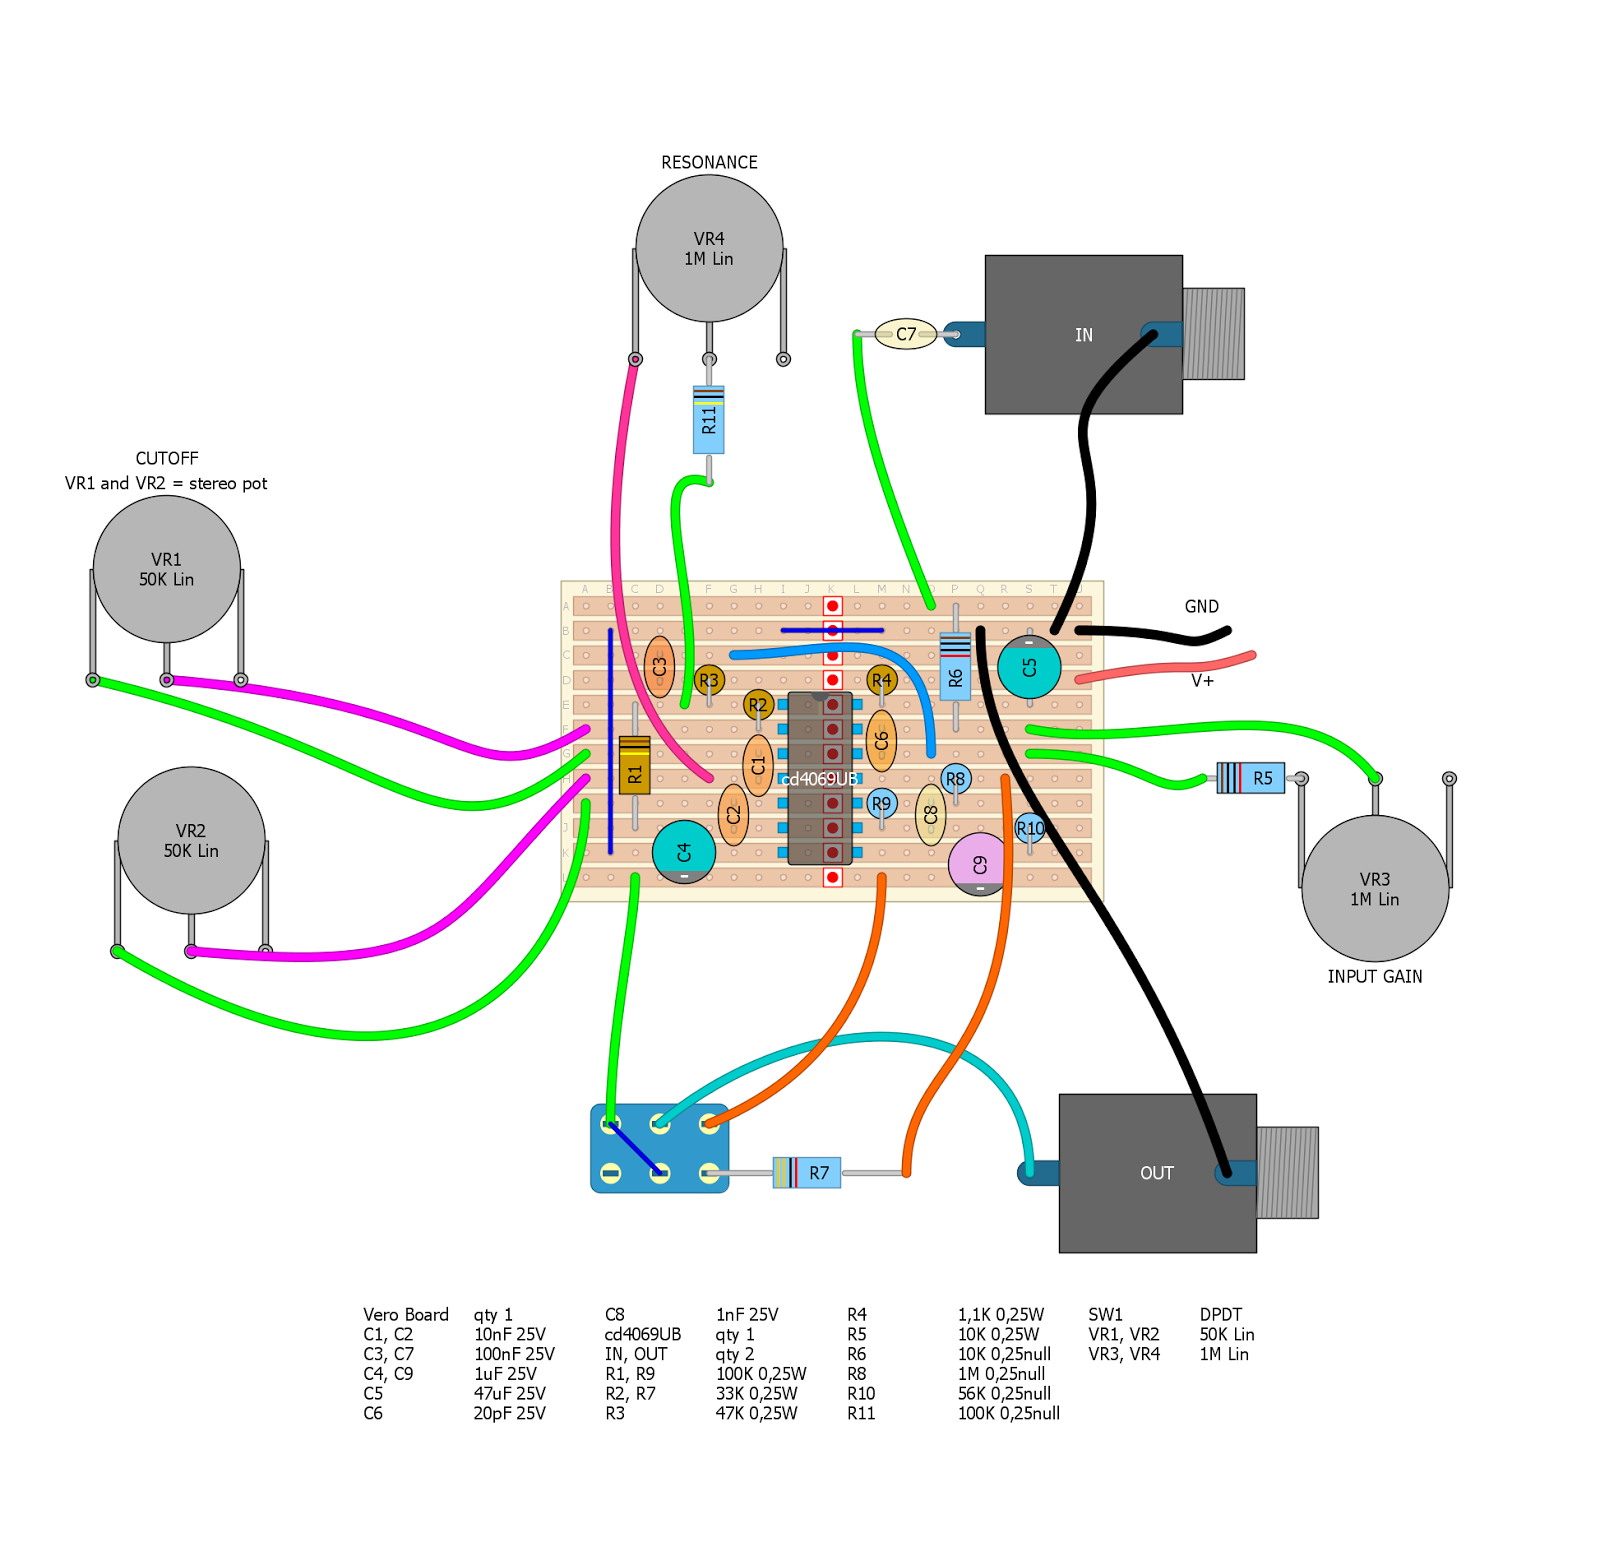 RESONANCE
VR4
1M Lin
IN
C7
R11
CUTOFF
VR1 and VR2 = stereo pot
VR1
50K Lin
A B C D F G H I J K L M N O P Q R S T U
A
B
C
D
E
F
G
H
J
K
GND
V+
C3
R3
R2
R4
R6
C5
C1
C6
R1
cd4069UB
R8
R5
C2
R9
C8
R10
C4
C9
VR2
50K Lin
VR3
1M Lin
INPUT GAIN
R7
OUT
Vero Board qty 1 C8 1nF 25V R4 1,1K 0,25W SW1 DPDT
C1, C2 10nF 25V cd4069UB qty 1 R5 10K 0,25W VR1, VR2 50K Lin
C3, C7 100nF 25V IN, OUT qty 2 R6 10K 0,25null VR3, VR4 1M Lin
C4, C9 1uF 25V R1, R9 100K 0,25W R8 1M 0,25null
C5 47uF 25V R2, R7 33K 0,25W R10 56K 0,25null
C6 20pF 25V R3 47K 0,25W R11 100K 0,25null